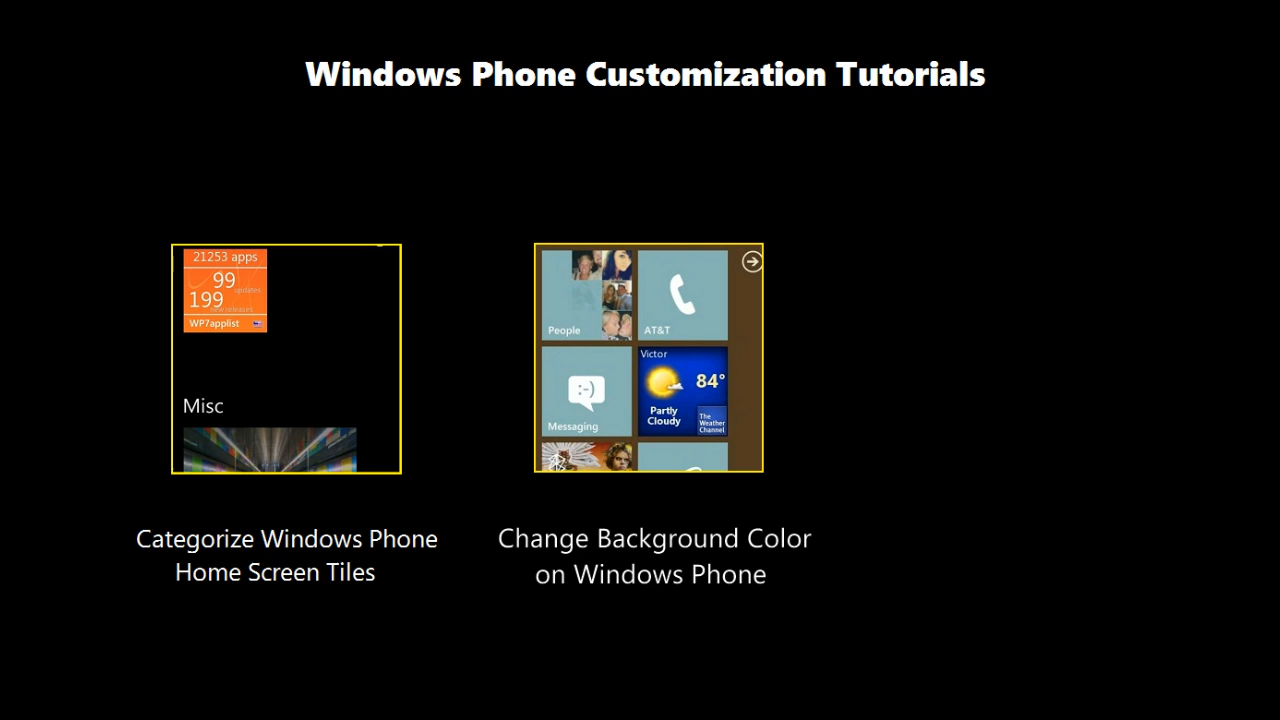 Windows Phone Customization Tutorials
21253 apps
99
updates
199
new releases
WP7applist
Misc
People
AT&T
Victor
84°
Partly
Cloudy
The
Weather
Channel
:-)
Messaging
Categorize Windows Phone
Home Screen Tiles
Change Background Color
on Windows Phone